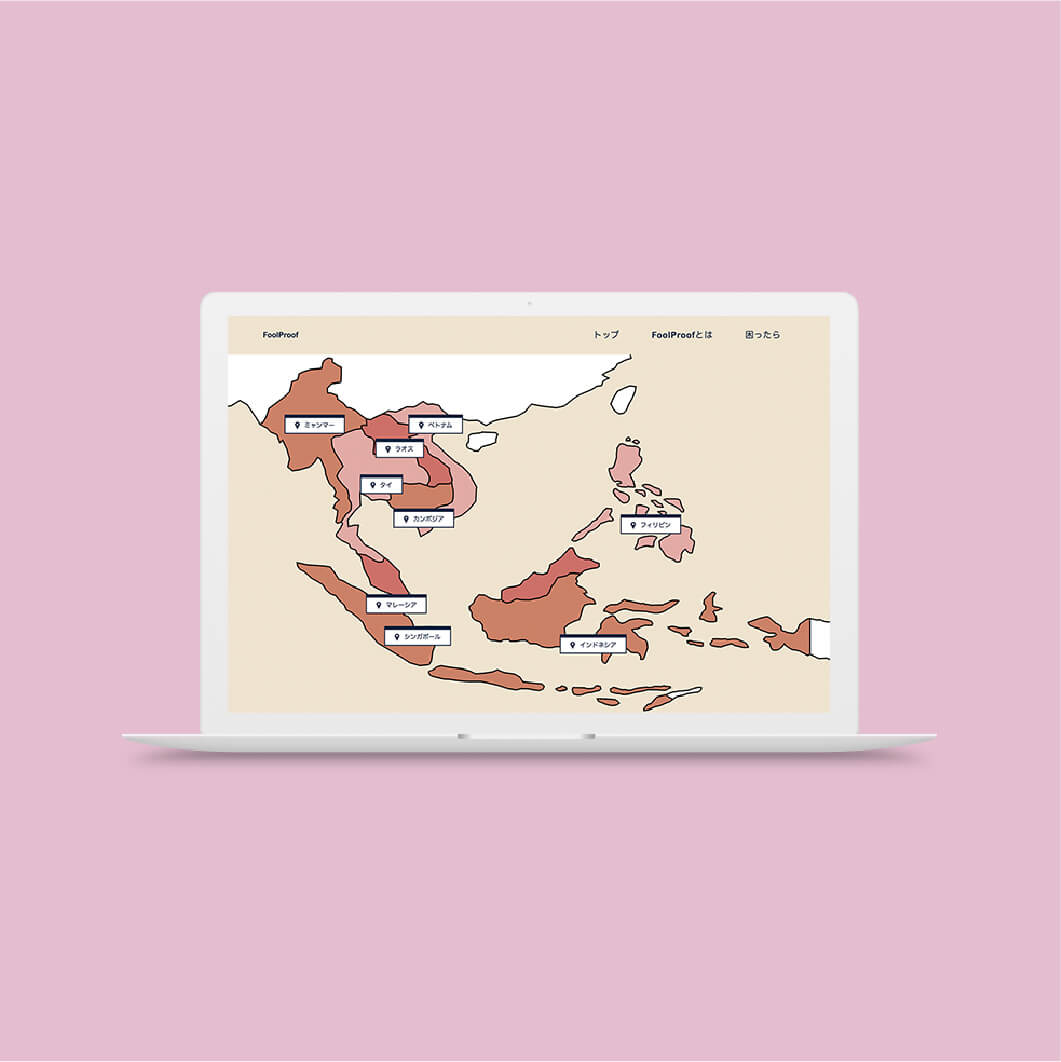 FoolProof
トップ FoolProofとは 困ったら
ミャンマー
ベトナム
ラオス
タイ
カンボジア
フィリピン
マレーシア
シンガポール
インドネシア